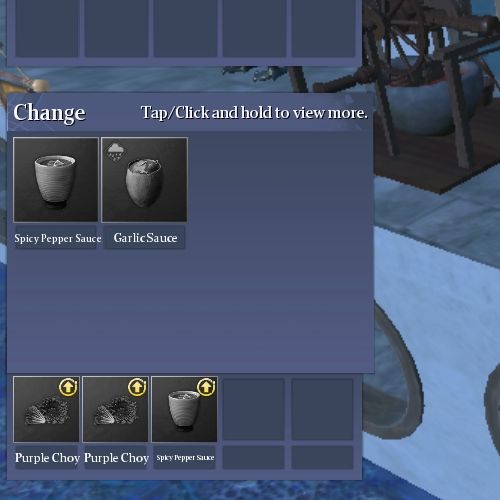 Change
Tap/Click and hold to view more.
Spicy Pepper Sauce
Garlic Sauce
Purple Choy
Purple Choy
Spicy Pepper Sauce